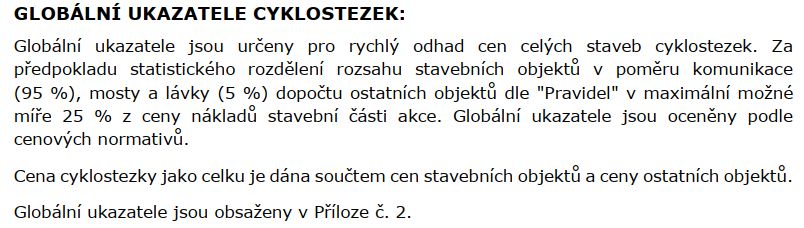 GLOBÁLNÍ UKAZATELE CYKLOSTEZEK:
Globální ukazatele jsou určeny pro rychlý odhad cen celých staveb cyklostezek. Za
předpokladu statistického rozdělení rozsahu stavebních objektů v poměru komunikace
(95 %), mosty a lávky (5 %) dopočtu ostatních objektů dle "Pravidel" v maximální možné
míře 25 % z ceny nákladů stavební části akce. Globální ukazatele jsou oceněny podle
cenových normativů.
Cena cyklostezky jako celku je dána součtem cen stavebních objektů a ceny ostatních objektů.
Globální ukazatele jsou obsaženy v Příloze č. 2.